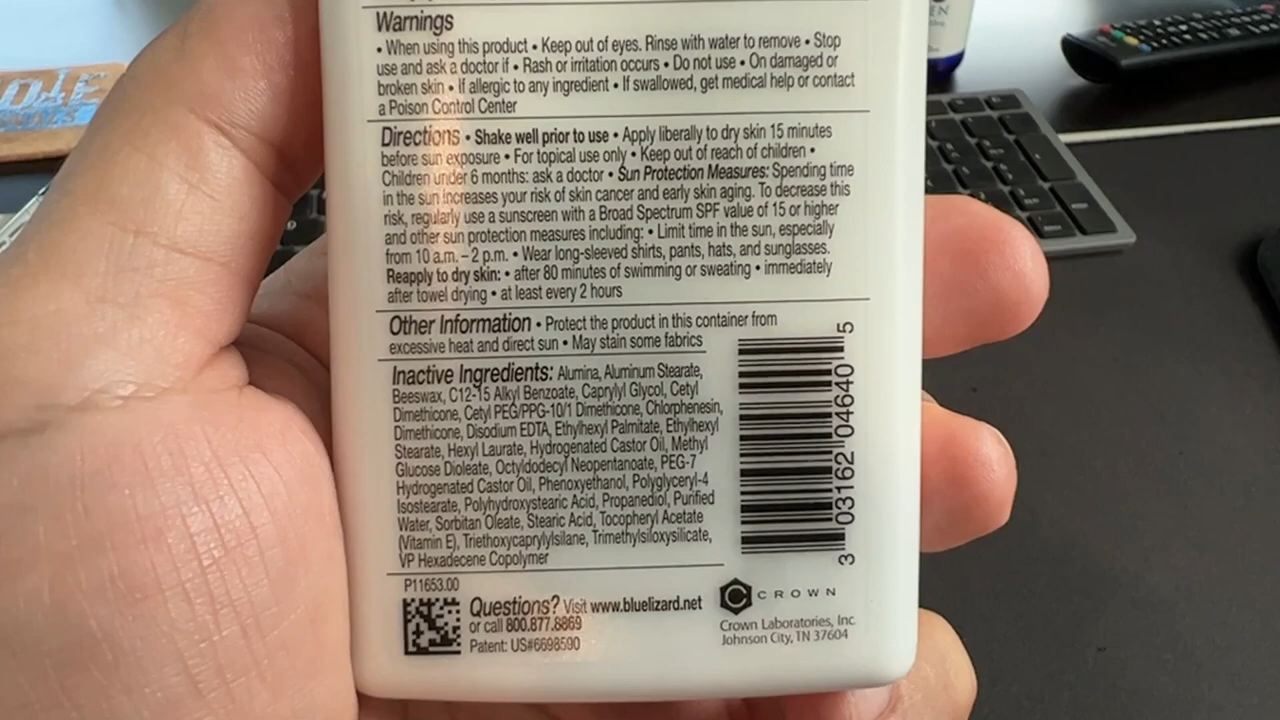 Warnings
• When using this product • Keep out of eyes. Rinse with water to remove • Stop
use and ask a doctor if • Rash or irritation occurs • Do not use • On damaged or
broken skin • If allergic to any ingredient • If swallowed, get medical help or contact
a Poison Control Center
Directions • Shake well prior to use • Apply liberally to dry skin 15 minutes
before sun exposure • For topical use only • Keep out of reach of children •
Children under 6 months: ask a doctor • Sun Protection Measures: Spending time
in the sun increases your risk of skin cancer and early skin aging. To decrease this
risk, regularly use a sunscreen with a Broad Spectrum SPF value of 15 or higher
and other sun protection measures including: • Limit time in the sun, especially
from 10 a.m. – 2 p.m. • Wear long-sleeved shirts, pants, hats, and sunglasses.
Reapply to dry skin: • after 80 minutes of swimming or sweating • immediately
after towel drying • at least every 2 hours
Other Information • Protect the product in this container from
excessive heat and direct sun • May stain some fabrics
Inactive Ingredients: Alumina, Aluminum Stearate,
Beeswax, C12-15 Alkyl Benzoate, Caprylyl Glycol, Cetyl
Dimethicone, Cetyl PEG/PPG-10/1 Dimethicone, Chlorphenesin,
Dimethicone, Disodium EDTA, Ethylhexyl Palmitate, Ethylhexyl
Stearate, Hexyl Laurate, Hydrogenated Castor Oil, Methyl
Glucose Dioleate, Octyldodecyl Neopentanoate, PEG-7
Hydrogenated Castor Oil, Phenoxyethanol, Polyglyceryl-4
Isostearate, Polyhydroxystearic Acid, Propanediol, Purified
Water, Sorbitan Oleate, Stearic Acid, Tocopheryl Acetate
(Vitamin E), Triethoxycaprylylsilane, Trimethylsiloxysilicate,
VP Hexadecene Copolymer
3 03162 04640 5
P11653.00
Questions? Visit www.bluelizard.net
or call 800.877.8869
Patent: US#6698590
CROWN
Crown Laboratories, Inc.
Johnson City, TN 37604